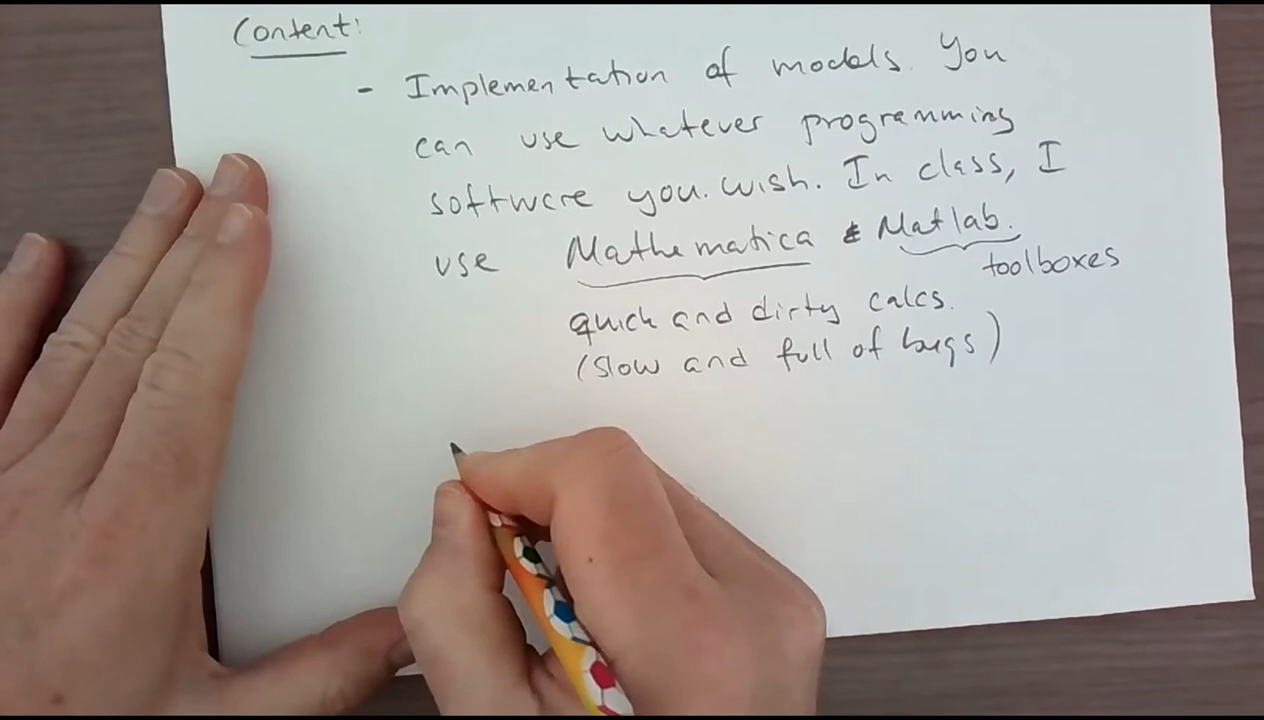 Content:
- Implementation of models. You
can use whatever programming
software you wish. In class, I
use Mathematica & Matlab.
toolboxes
quick and dirty calcs.
(slow and full of bugs)